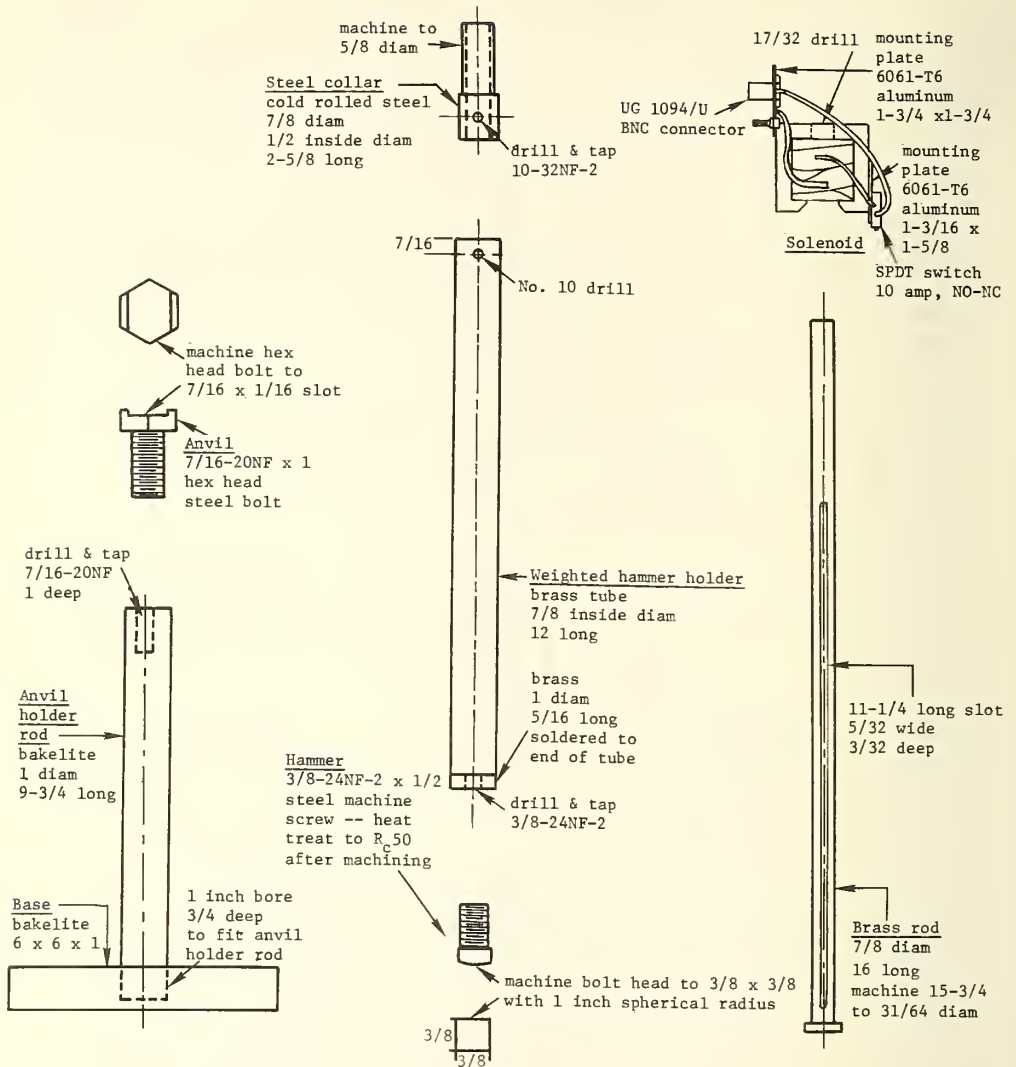 machine to
5/8 diam
Steel collar
cold rolled steel
7/8 diam
1/2 inside diam
2-5/8 long
drill & tap
10-32NF-2
17/32 drill
mounting
plate
6061-T6
aluminum
1-3/4 x1-3/4
UG 1094/U
BNC connector
mounting
plate
6061-T6
aluminum
1-3/16 x
1-5/8
Solenoid
SPDT switch
10 amp, NO-NC
7/16
No. 10 drill
machine hex
head bolt to
7/16 x 1/16 slot
Anvil
7/16-20NF x 1
hex head
steel bolt
drill & tap
7/16-20NF
1 deep
Weighted hammer holder
brass tube
7/8 inside diam
12 long
brass
1 diam
5/16 long
soldered to
end of tube
11-1/4 long slot
5/32 wide
3/32 deep
Anvil
holder
rod
bakelite
1 diam
9-3/4 long
Hammer
3/8-24NF-2 x 1/2
steel machine
screw -- heat
treat to Rc50
after machining
drill & tap
3/8-24NF-2
Base
bakelite
6 x 6 x 1
1 inch bore
3/4 deep
to fit anvil
holder rod
Brass rod
7/8 diam
16 long
machine 15-3/4
to 31/64 diam
machine bolt head to 3/8 x 3/8
with 1 inch spherical radius
3/8
3/8